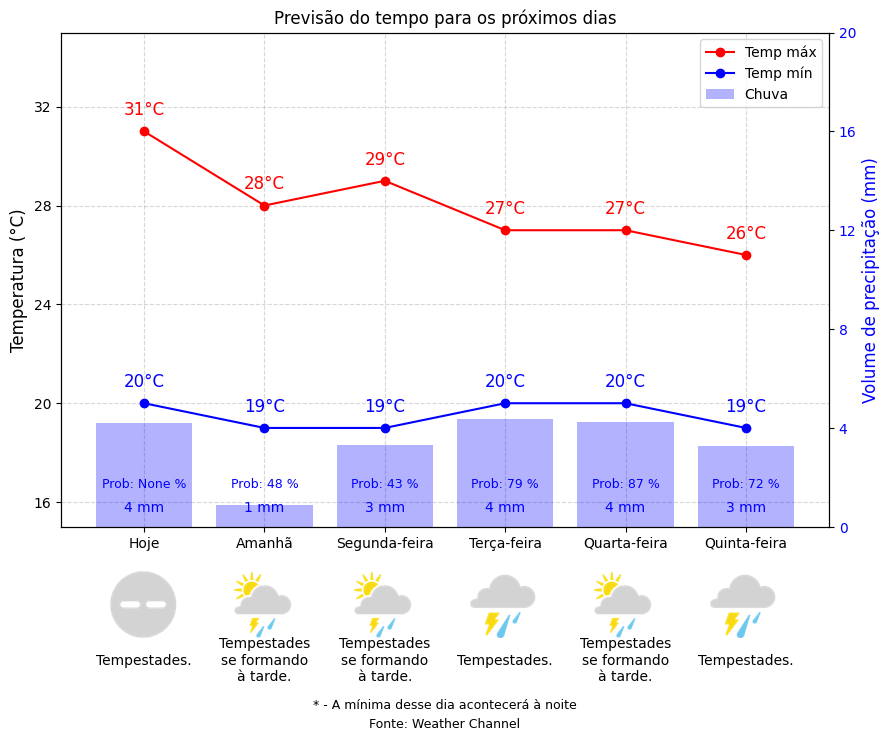 Previsão do tempo para os próximos dias
Temp máx
Temp mín
Chuva
Temperatura (°C)
32
28
24
20
16
Volume de precipitação (mm)
20
16
12
8
4
0
31°C
28°C
29°C
27°C
27°C
26°C
20°C
19°C
19°C
20°C
20°C
19°C
Prob: None %
Prob: 48 %
Prob: 43 %
Prob: 79 %
Prob: 87 %
Prob: 72 %
4 mm
1 mm
3 mm
4 mm
4 mm
3 mm
Hoje
Amanhã
Segunda-feira
Terça-feira
Quarta-feira
Quinta-feira
Tempestades.
Tempestades
se formando
à tarde.
Tempestades
se formando
à tarde.
Tempestades.
Tempestades
se formando
à tarde.
Tempestades.
* - A mínima desse dia acontecerá à noite
Fonte: Weather Channel